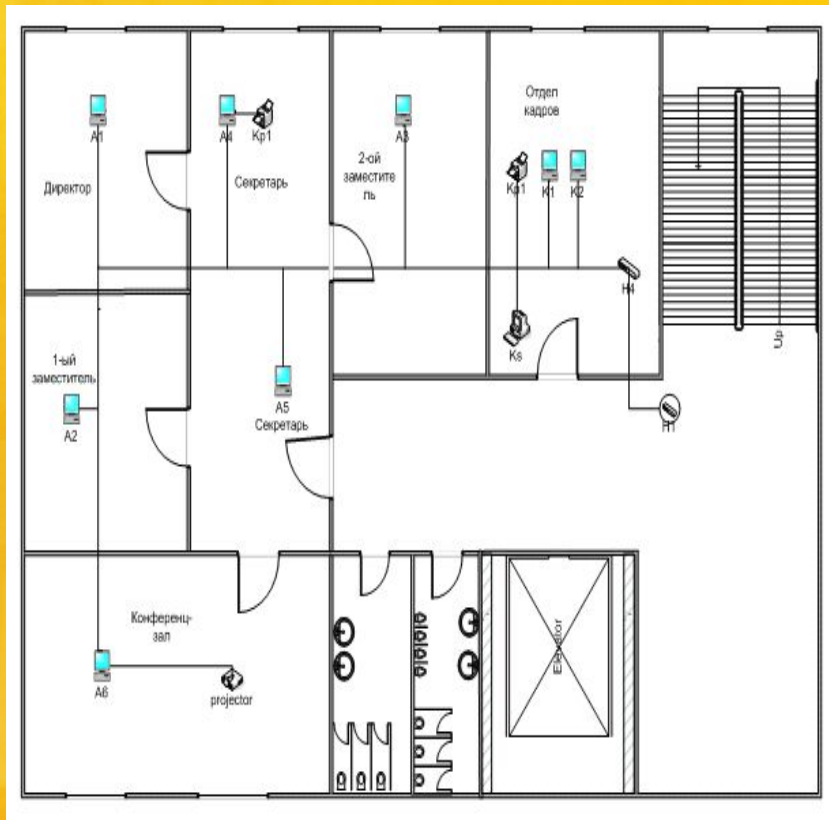 A1
Директор
A4
Kp1
Секретарь
A3
2-ой
заместите
ль
Отдел
кадров
Kp1
K1
K2
H4
Ks
Up
H1
1-ый
заместитель
A2
A5
Секретарь
Конференц-
зал
A6
projector
Elevator